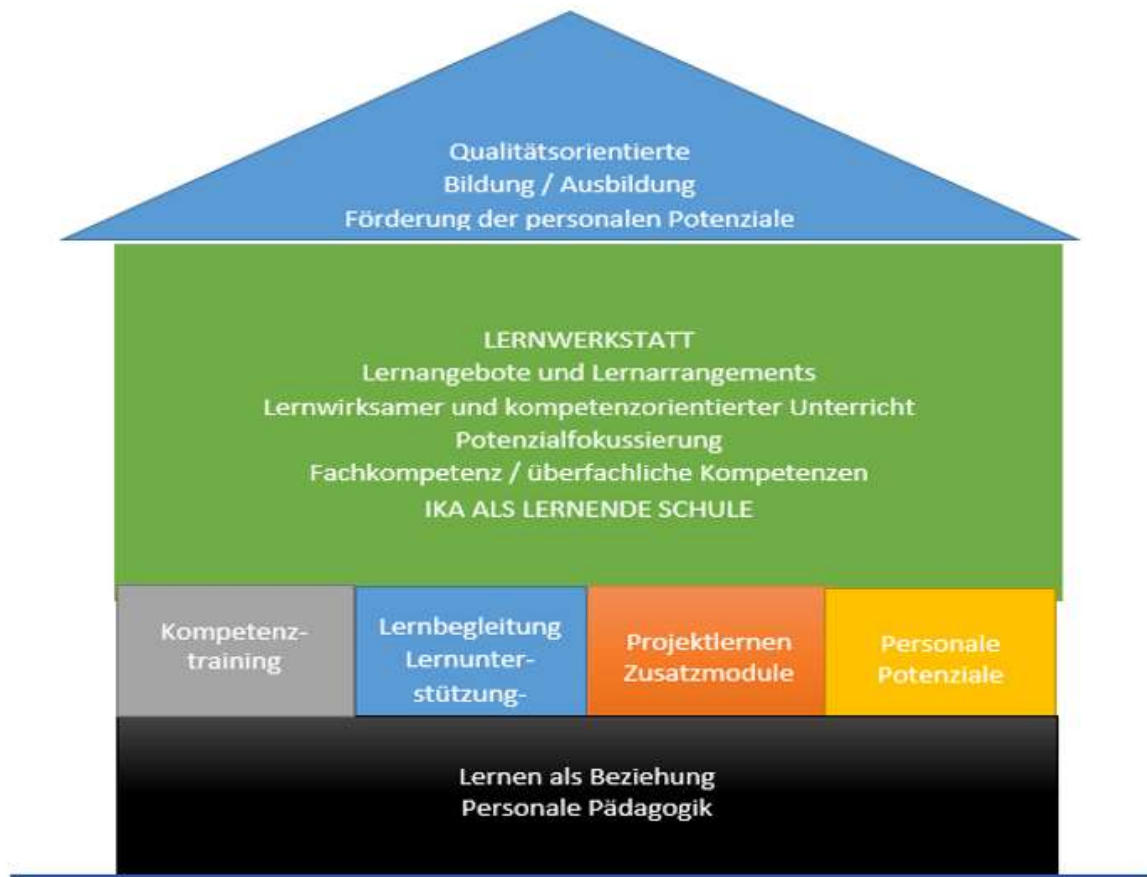 Qualitätsorientierte
Bildung / Ausbildung
Förderung der personalen Potenziale
LERNWERKSTATT
Lernangebote und Lernarrangements
Lernwirksamer und kompetenzorientierter Unterricht
Potenzialfokussierung
Fachkompetenz / überfachliche Kompetenzen
IKA ALS LERNENDE SCHULE
Kompetenz-
training
Lernbegleitung
Lernunter-
stützung-
Projektlernen
Zusatzmodule
Personale
Potenziale
Lernen als Beziehung
Personale Pädagogik